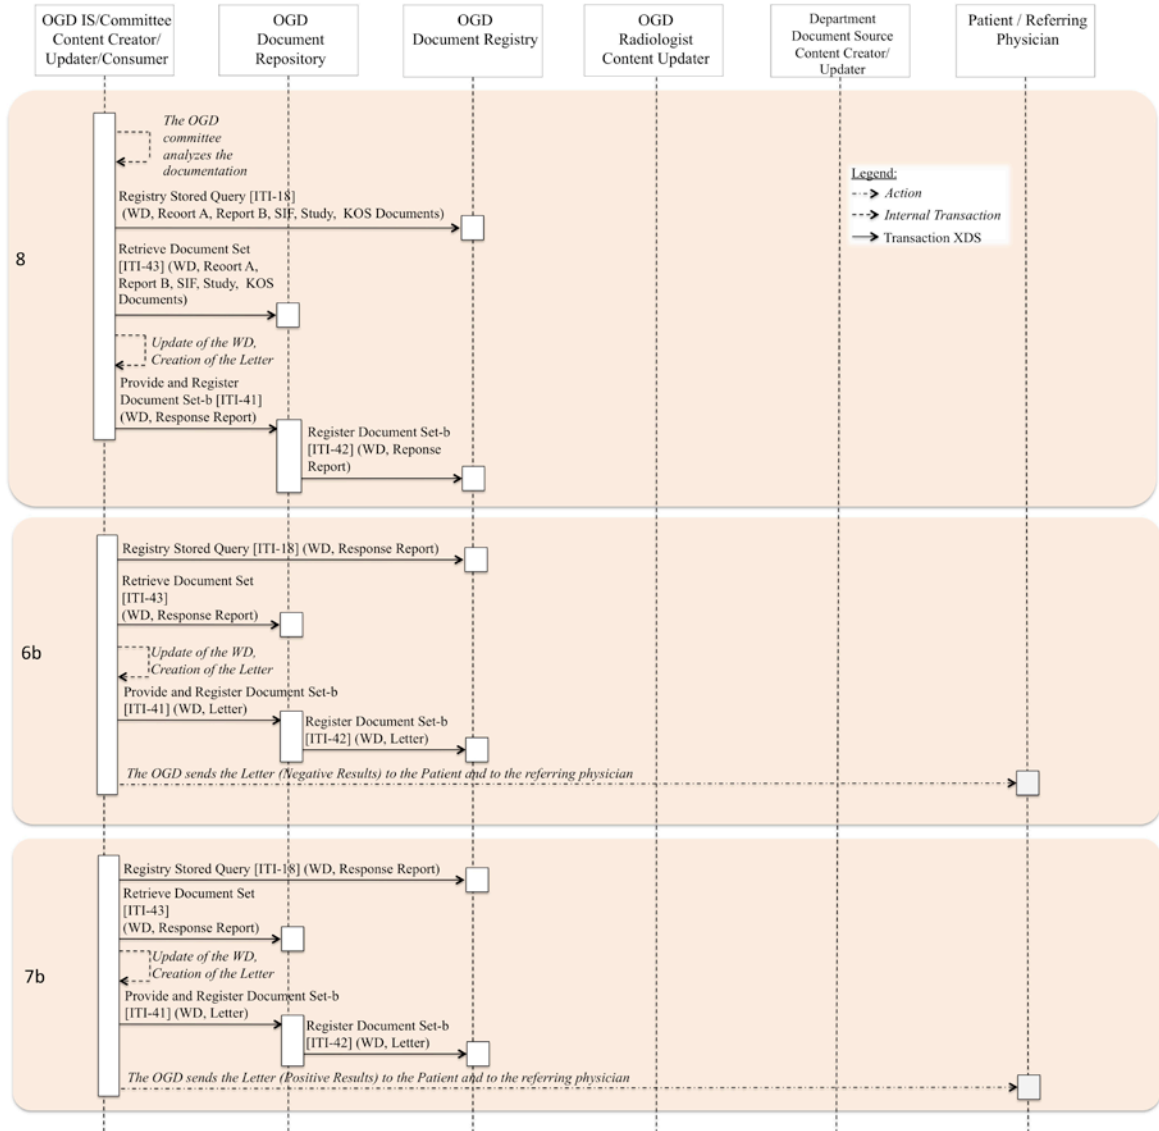 OGD IS/Committee
Content Creator/
Updater/Consumer
OGD
Document
Repository
OGD
Document Registry
OGD
Radiologist
Content Updater
Department
Document Source
Content Creator/
Updater
Patient / Referring
Physician
8
The OGD
committee
analyzes the
documentation
Legend:
Action
Internal Transaction
Transaction XDS
Registry Stored Query [ITI-18]
(WD, Reoort A, Report B, SIF, Study, KOS Documents)
Retrieve Document Set
[ITI-43] (WD, Reoort A,
Report B, SIF, Study, KOS
Documents)
Update of the WD,
Creation of the Letter
Provide and Register
Document Set-b [ITI-41]
(WD, Response Report)
Register Document Set-b
[ITI-42] (WD, Reponse
Report)
6b
Registry Stored Query [ITI-18] (WD, Response Report)
Retrieve Document Set
[ITI-43]
(WD, Response Report)
Update of the WD,
Creation of the Letter
Provide and Register Document Set-b
[ITI-41] (WD, Letter)
Register Document Set-b
[ITI-42] (WD, Letter)
The OGD sends the Letter (Negative Results) to the Patient and to the referring physician
7b
Registry Stored Query [ITI-18] (WD, Response Report)
Retrieve Document Set
[ITI-43]
(WD, Response Report)
Update of the WD,
Creation of the Letter
Provide and Register Document Set-b
[ITI-41] (WD, Letter)
Register Document Set-b
[ITI-42] (WD, Letter)
The OGD sends the Letter (Positive Results) to the Patient and to the referring physician